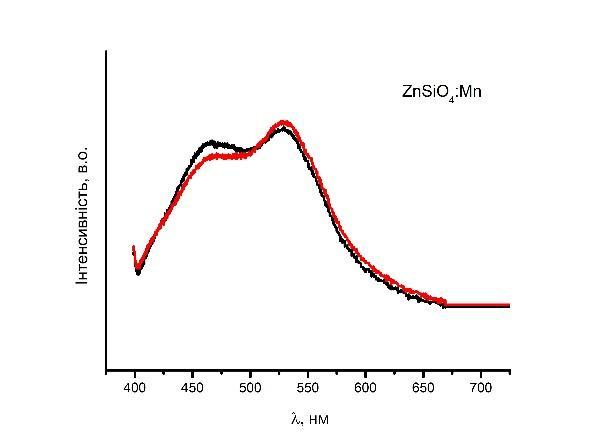 ZnSiO₄:Mn
Інтенсивність, в.о.
400 450 500 550 600 650 700
λ, нм